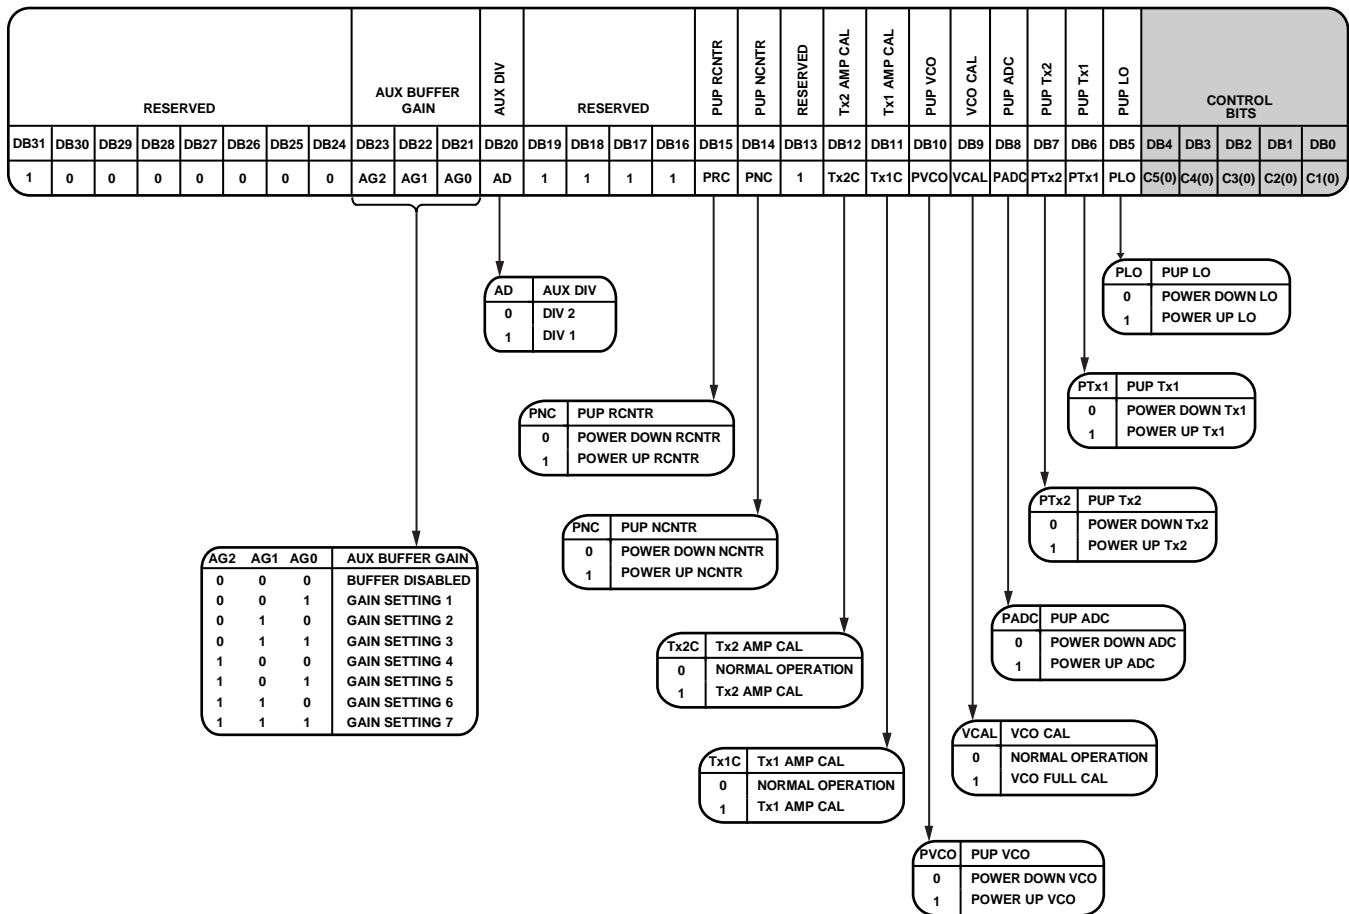 RESERVED
AUX BUFFER
GAIN
AUX DIV
RESERVED
PUP RCNTR
PUP NCNTR
RESERVED
Tx2 AMP CAL
Tx1 AMP CAL
PUP VCO
VCO CAL
PUP ADC
PUP Tx2
PUP Tx1
PUP LO
CONTROL
BITS
DB31 DB30 DB29 DB28 DB27 DB26 DB25 DB24 DB23 DB22 DB21 DB20 DB19 DB18 DB17 DB16 DB15 DB14 DB13 DB12 DB11 DB10 DB9 DB8 DB7 DB6 DB5 DB4 DB3 DB2 DB1 DB0
1 0 0 0 0 0 0 0 AG2 AG1 AG0 AD 1 1 1 1 PRC PNC 1 Tx2C Tx1C PVCO VCAL PADC PTx2 PTx1 PLO C5(0) C4(0) C3(0) C2(0) C1(0)
PLO PUP LO
0 POWER DOWN LO
1 POWER UP LO
AD AUX DIV
0 DIV 2
1 DIV 1
PTx1 PUP Tx1
0 POWER DOWN Tx1
1 POWER UP Tx1
PNC PUP RCNTR
0 POWER DOWN RCNTR
1 POWER UP RCNTR
PTx2 PUP Tx2
0 POWER DOWN Tx2
1 POWER UP Tx2
PNC PUP NCNTR
0 POWER DOWN NCNTR
1 POWER UP NCNTR
AG2 AG1 AG0 AUX BUFFER GAIN
0 0 0 BUFFER DISABLED
0 0 1 GAIN SETTING 1
0 1 0 GAIN SETTING 2
0 1 1 GAIN SETTING 3
1 0 0 GAIN SETTING 4
1 0 1 GAIN SETTING 5
1 1 0 GAIN SETTING 6
1 1 1 GAIN SETTING 7
PADC PUP ADC
0 POWER DOWN ADC
1 POWER UP ADC
Tx2C Tx2 AMP CAL
0 NORMAL OPERATION
1 Tx2 AMP CAL
VCAL VCO CAL
0 NORMAL OPERATION
1 VCO FULL CAL
Tx1C Tx1 AMP CAL
0 NORMAL OPERATION
1 Tx1 AMP CAL
PVCO PUP VCO
0 POWER DOWN VCO
1 POWER UP VCO